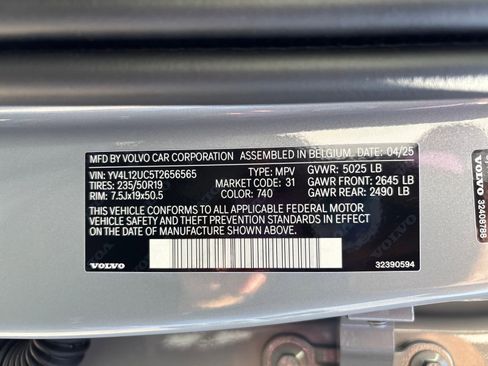 MFD BY VOLVO CAR CORPORATION ASSEMBLED IN BELGIUM, 04/25
VIN: YV4L12UC5T2656565 TYPE: MPV GVWR: 5025 LB
TIRES: 235/50R19 MARKET CODE: 31 GAWR FRONT: 2645 LB
RIM: 7.5Jx19x50.5 COLOR: 740 GAWR REAR: 2490 LB
THIS VEHICLE CONFORMS TO ALL APPLICABLE FEDERAL MOTOR
VEHICLE SAFETY AND THEFT PREVENTION STANDARDS IN EFFECT
ON THE DATE OF MANUFACTURE SHOWN ABOVE.
VOLVO 32390594
VOLVO 32408788